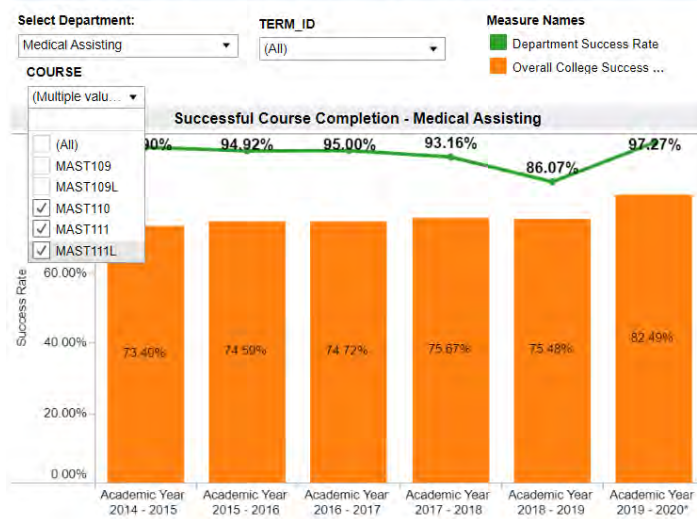 Select Department:
TERM_ID
Measure Names
Medical Assisting
(All)
Department Success Rate
Overall College Success ...
COURSE
(Multiple valu...
Successful Course Completion - Medical Assisting
(All)
MAST109
MAST109L
MAST110
MAST111
MAST111L
94.92%
95.00%
93.16%
86.07%
97.27%
Success Rate
60.00%
40.00%
20.00%
0.00%
73.40%
74.59%
74.72%
75.67%
75.48%
82.49%
Academic Year
2014 - 2015
Academic Year
2015 - 2016
Academic Year
2016 - 2017
Academic Year
2017 - 2018
Academic Year
2018 - 2019
Academic Year
2019 - 2020*